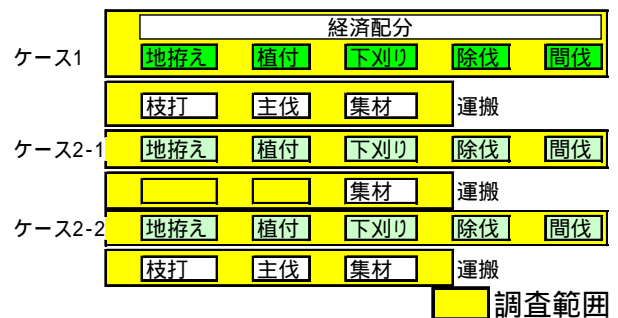 経済配分
ケース1 地拵え 植付 下刈り 除伐 間伐
枝打 主伐 集材 運搬
ケース2-1 地拵え 植付 下刈り 除伐 間伐
集材 運搬
ケース2-2 地拵え 植付 下刈り 除伐 間伐
枝打 主伐 集材 運搬
調査範囲